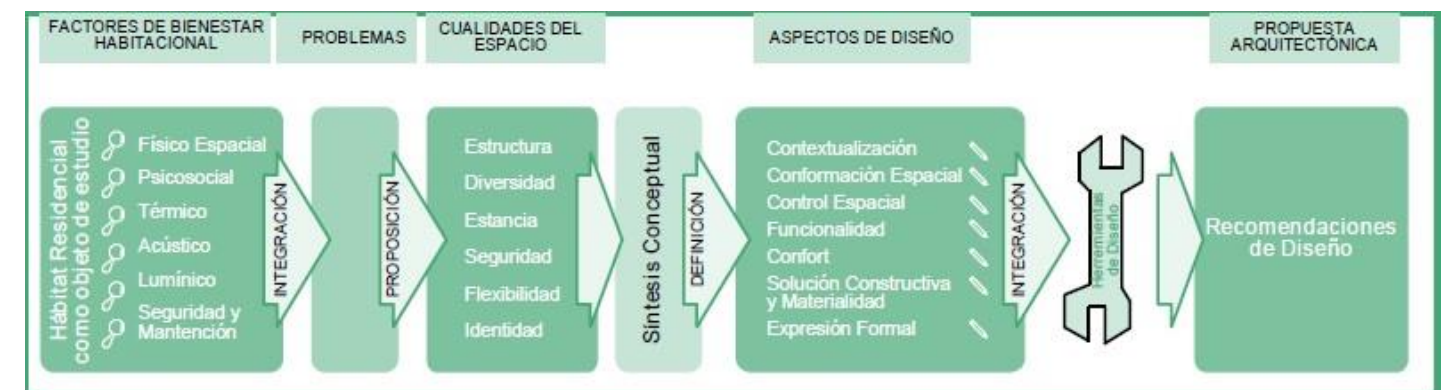 FACTORES DE BIENESTAR
HABITACIONAL
PROBLEMAS
CUALIDADES DEL
ESPACIO
ASPECTOS DE DISEÑO
PROPUESTA
ARQUITECTÓNICA
Hábitat Residencial
como objeto de estudio
Físico Espacial
Psicosocial
Térmico
Acústico
Lumínico
Seguridad y
Mantención
INTEGRACIÓN
PROPOSICIÓN
Estructura
Diversidad
Estancia
Seguridad
Flexibilidad
Identidad
Síntesis Conceptual
DEFINICIÓN
Contextualización
Conformación Espacial
Control Espacial
Funcionalidad
Confort
Solución Constructiva
y Materialidad
Expresión Formal
INTEGRACIÓN
Herremientas
de Diseño
Recomendaciones
de Diseño